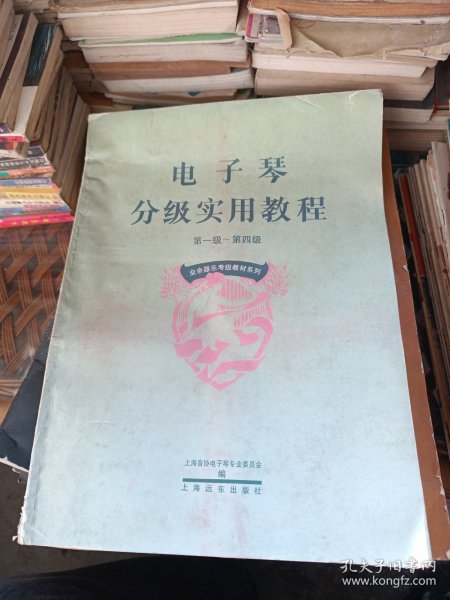 电子琴
分级实用教程
第一级－第四级
业余器乐考级教材系列
上海音协电子琴专业委员会
编
上海远东出版社
孔夫子旧书网
www.kongfz.com